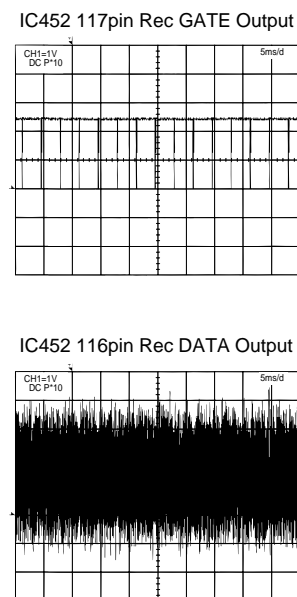 IC452 117pin Rec GATE Output
CH1=1V
DC P*10
5ms/d
IC452 116pin Rec DATA Output
CH1=1V
DC P*10
5ms/d